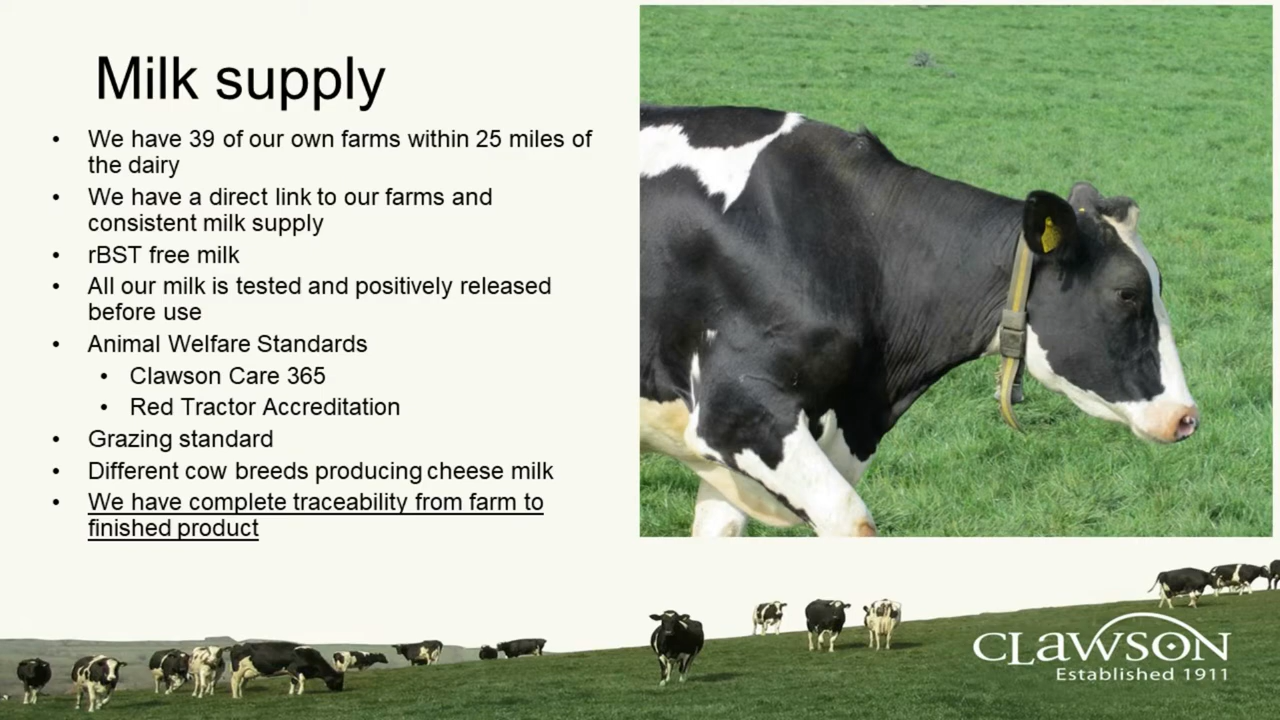 Milk supply
• We have 39 of our own farms within 25 miles of
the dairy
• We have a direct link to our farms and
consistent milk supply
• rBST free milk
• All our milk is tested and positively released
before use
• Animal Welfare Standards
• Clawson Care 365
• Red Tractor Accreditation
• Grazing standard
• Different cow breeds producing cheese milk
• We have complete traceability from farm to
finished product
CLAWSON
Established 1911